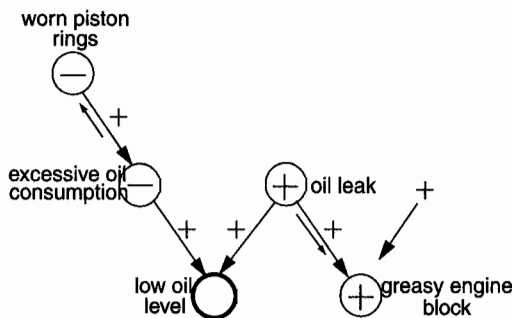 worn piston
rings
−
+
excessive oil
consumption
−
+
oil leak
+
+
+
+
low oil
level
greasy engine
block
+